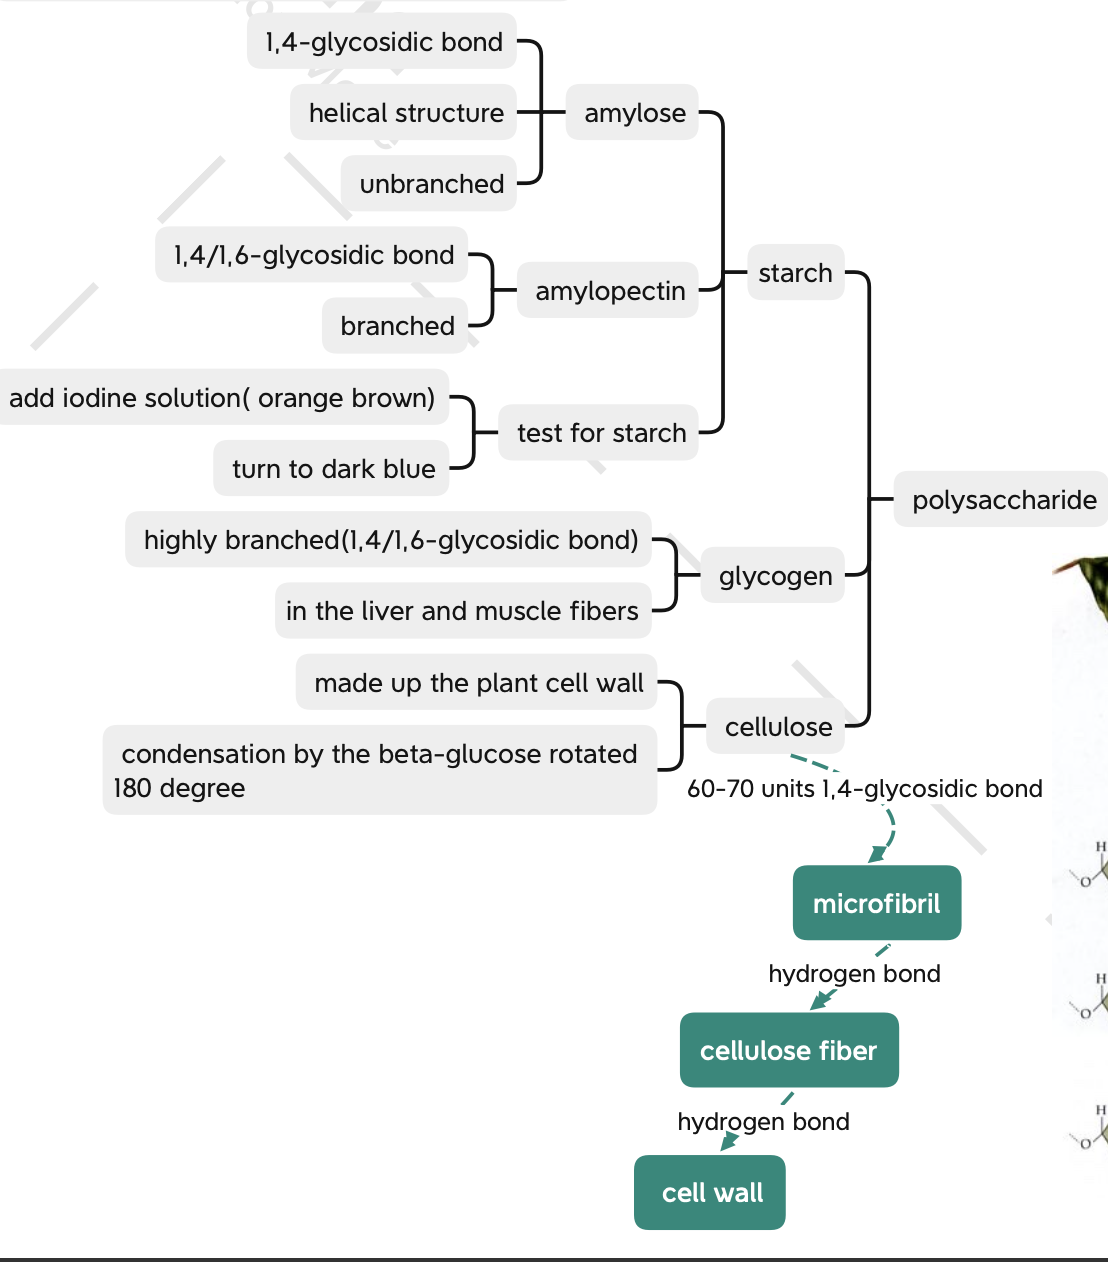 1,4-glycosidic bond
helical structure
amylose
unbranched
1,4/1,6-glycosidic bond
amylopectin
branched
starch
add iodine solution( orange brown)
test for starch
turn to dark blue
polysaccharide
highly branched(1,4/1,6-glycosidic bond)
glycogen
in the liver and muscle fibers
made up the plant cell wall
cellulose
condensation by the beta-glucose rotated
180 degree
60-70 units 1,4-glycosidic bond
microfibril
hydrogen bond
cellulose fiber
hydrogen bond
cell wall
H
O
H
O
H
O